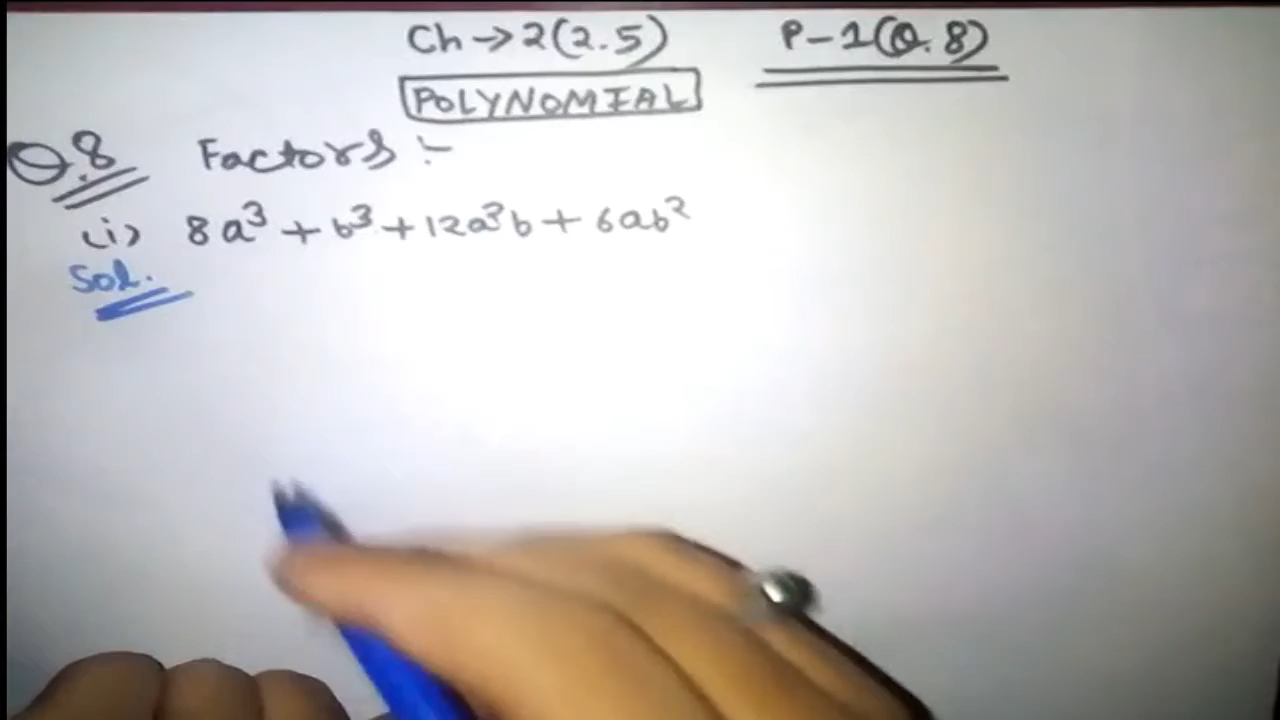 Ch → 2(2.5) P-1(Q.8)
POLYNOMIAL
Q.8 Factors :-
(i) 8a³ + b³ + 12a²b + 6ab²
Sol.